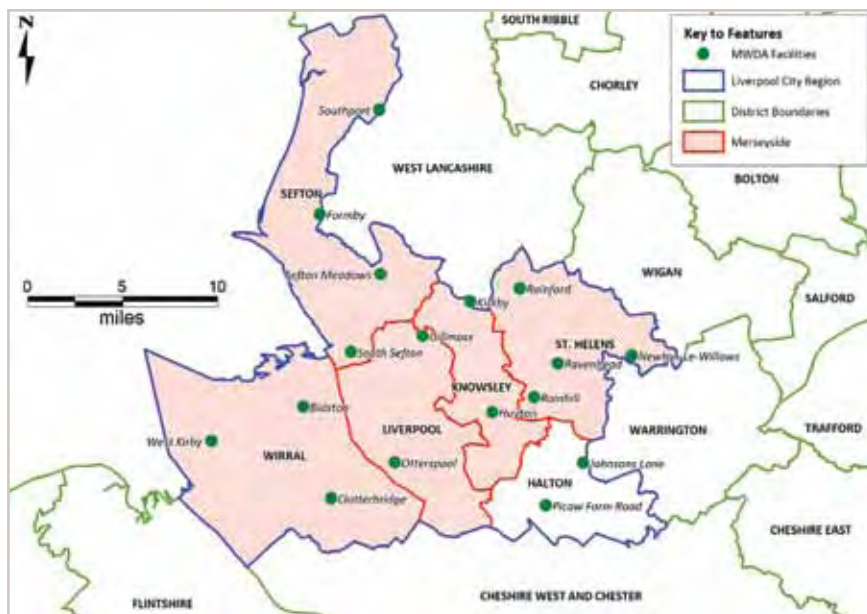 N
SOUTH RIBBLE
Key to Features
MWDA Facilities
Liverpool City Region
District Boundaries
Merseyside
CHORLEY
Southport
WEST LANCASHIRE
BOLTON
SEFTON
Formby
WIGAN
Sefton Meadows
SALFORD
0 5 10
miles
Kirkby
Rainford
Gillmoss
ST. HELENS
South Sefton
Newton-Le-Willows
Ravenhead
KNOWSLEY
Rainhill
Bidston
Huyton
LIVERPOOL
WARRINGTON
TRAFFORD
West Kirby
WIRRAL
Otterspool
Johnsons Lane
HALTON
Clatterbridge
Picow Farm Road
CHESHIRE EAST
FLINTSHIRE
CHESHIRE WEST AND CHESTER